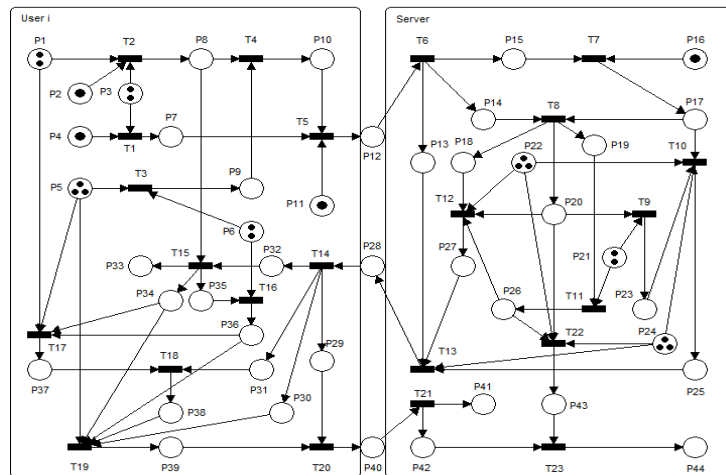 User i
Server
P1
T2
P8
T4
P10
T6
P15
T7
P16
P2
P3
P14
T8
P17
P4
T1
P7
T5
P12
P13
P18
P22
P19
T10
T3
P9
P5
P11
T12
P20
T9
P6
P21
P33
T15
P32
T14
P28
P27
P34
P35
T16
P26
T11
P23
P24
T17
P36
P29
T13
T22
P37
T18
P31
P25
P38
P30
T21
P41
P43
T19
P39
T20
P40
P42
T23
P44